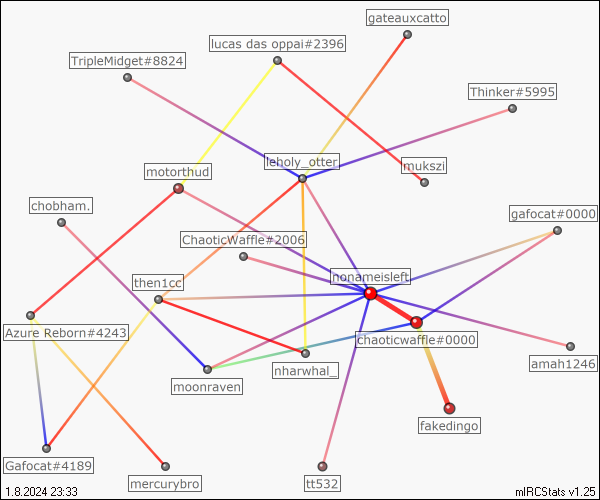 gateauxcatto
lucas das oppai#2396
TripleMidget#8824
Thinker#5995
leholy_otter
mukszi
motorthud
chobham.
gafocat#0000
ChaoticWaffle#2006
nonameisleft
then1cc
Azure Reborn#4243
chaoticwaffle#0000
amah1246
nharwhal_
moonraven
fakedingo
Gafocat#4189
mercurybro
tt532
1.8.2024 23:33
mIRCStats v1.25